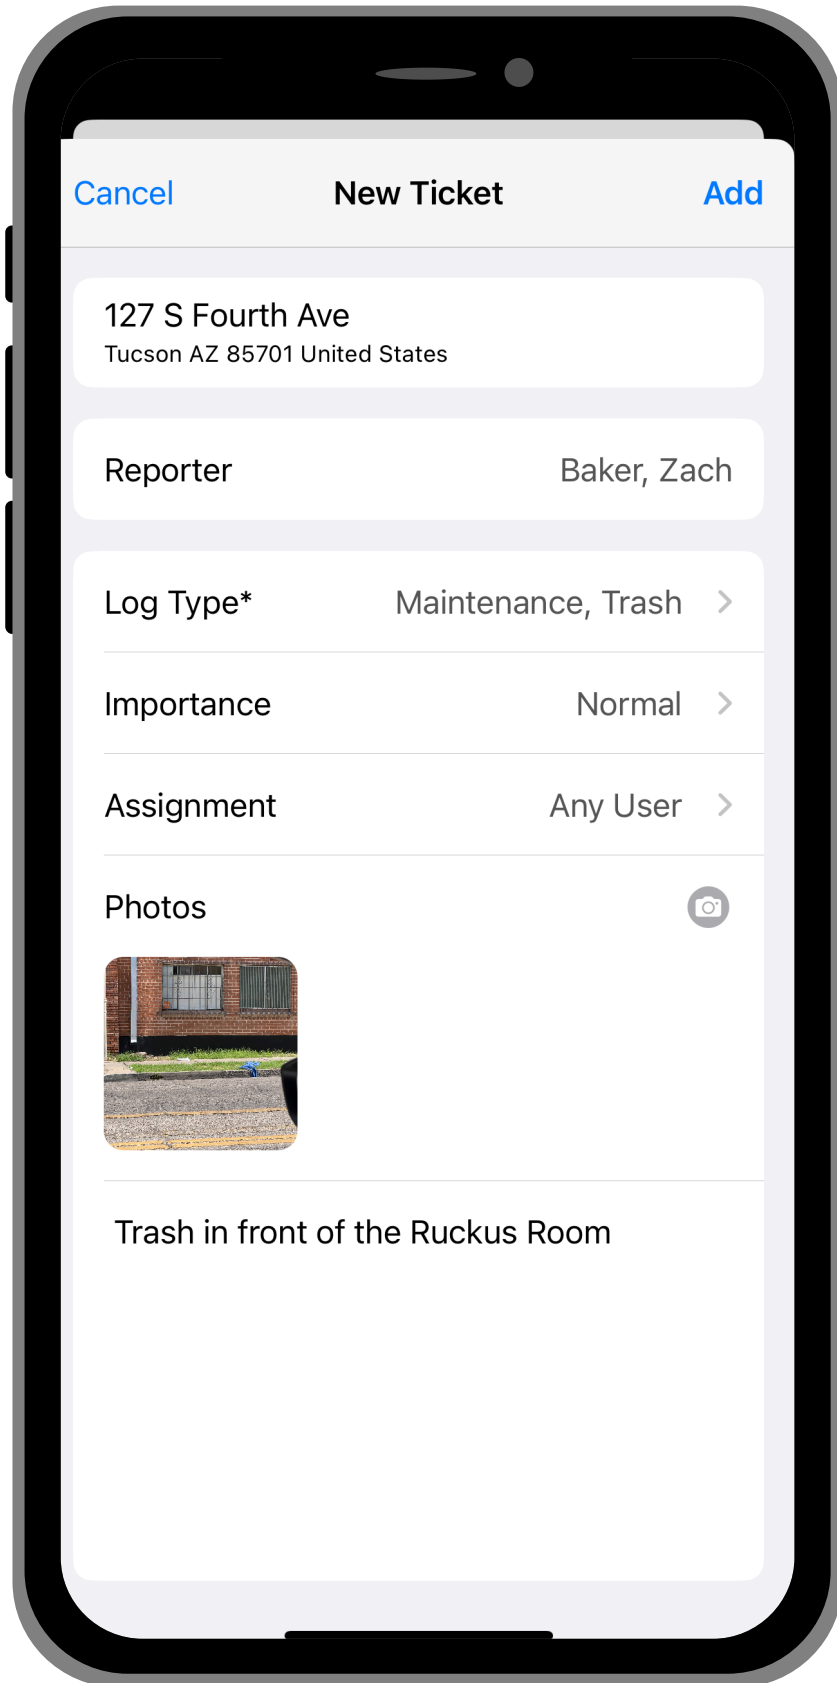 Cancel New Ticket Add
127 S Fourth Ave
Tucson AZ 85701 United States
Reporter Baker, Zach
Log Type* Maintenance, Trash
Importance Normal
Assignment Any User
Photos
Trash in front of the Ruckus Room